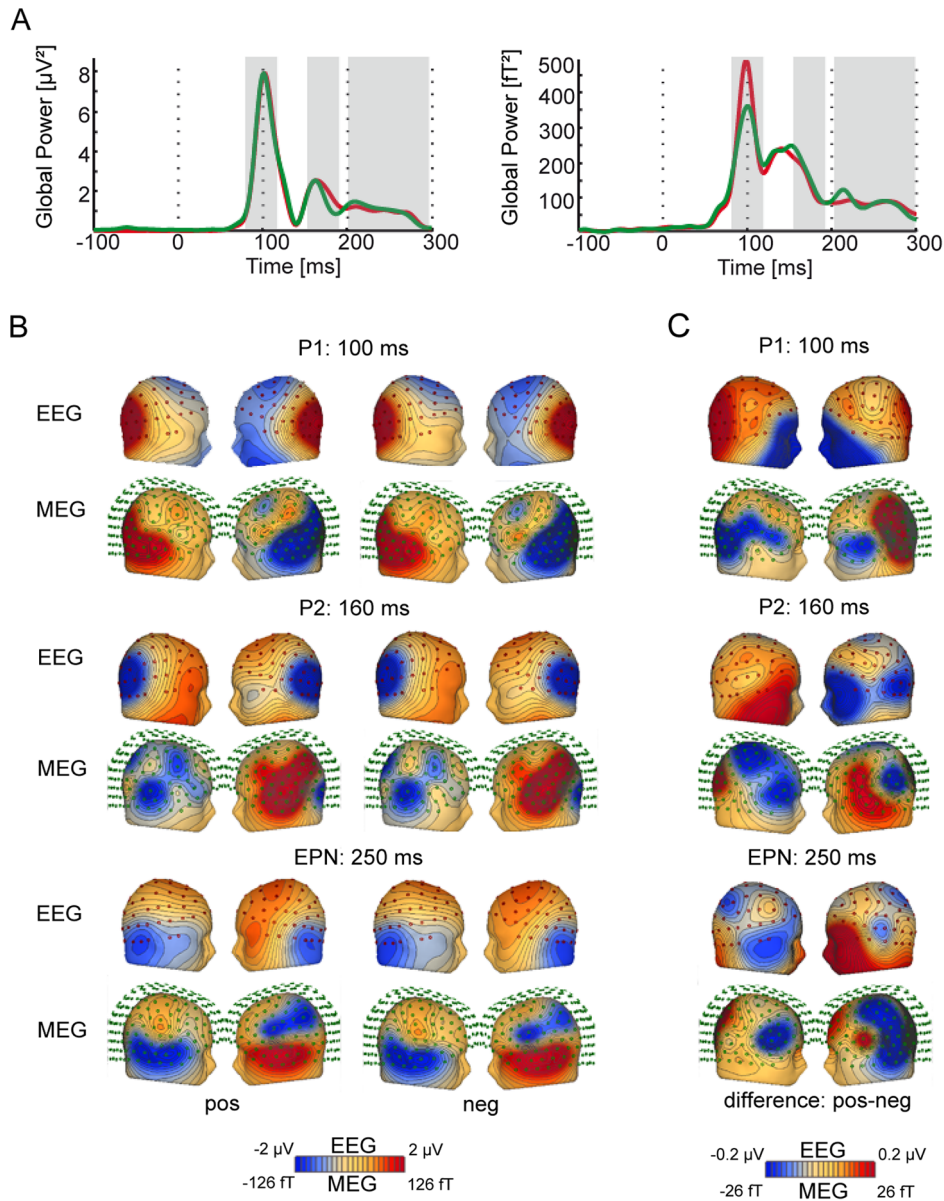 A
Global Power [µV²]
8
6
4
2
-100
0
100
200
300
Time [ms]
Global Power [fT²]
500
400
300
200
100
-100
0
100
200
300
Time [ms]
B
P1: 100 ms
EEG
MEG
P2: 160 ms
EEG
MEG
EPN: 250 ms
EEG
MEG
pos
neg
-2 µV
EEG
2 µV
-126 fT
MEG
126 fT
C
P1: 100 ms
P2: 160 ms
EPN: 250 ms
difference: pos-neg
-0.2 µV
EEG
0.2 µV
-26 fT
MEG
26 fT